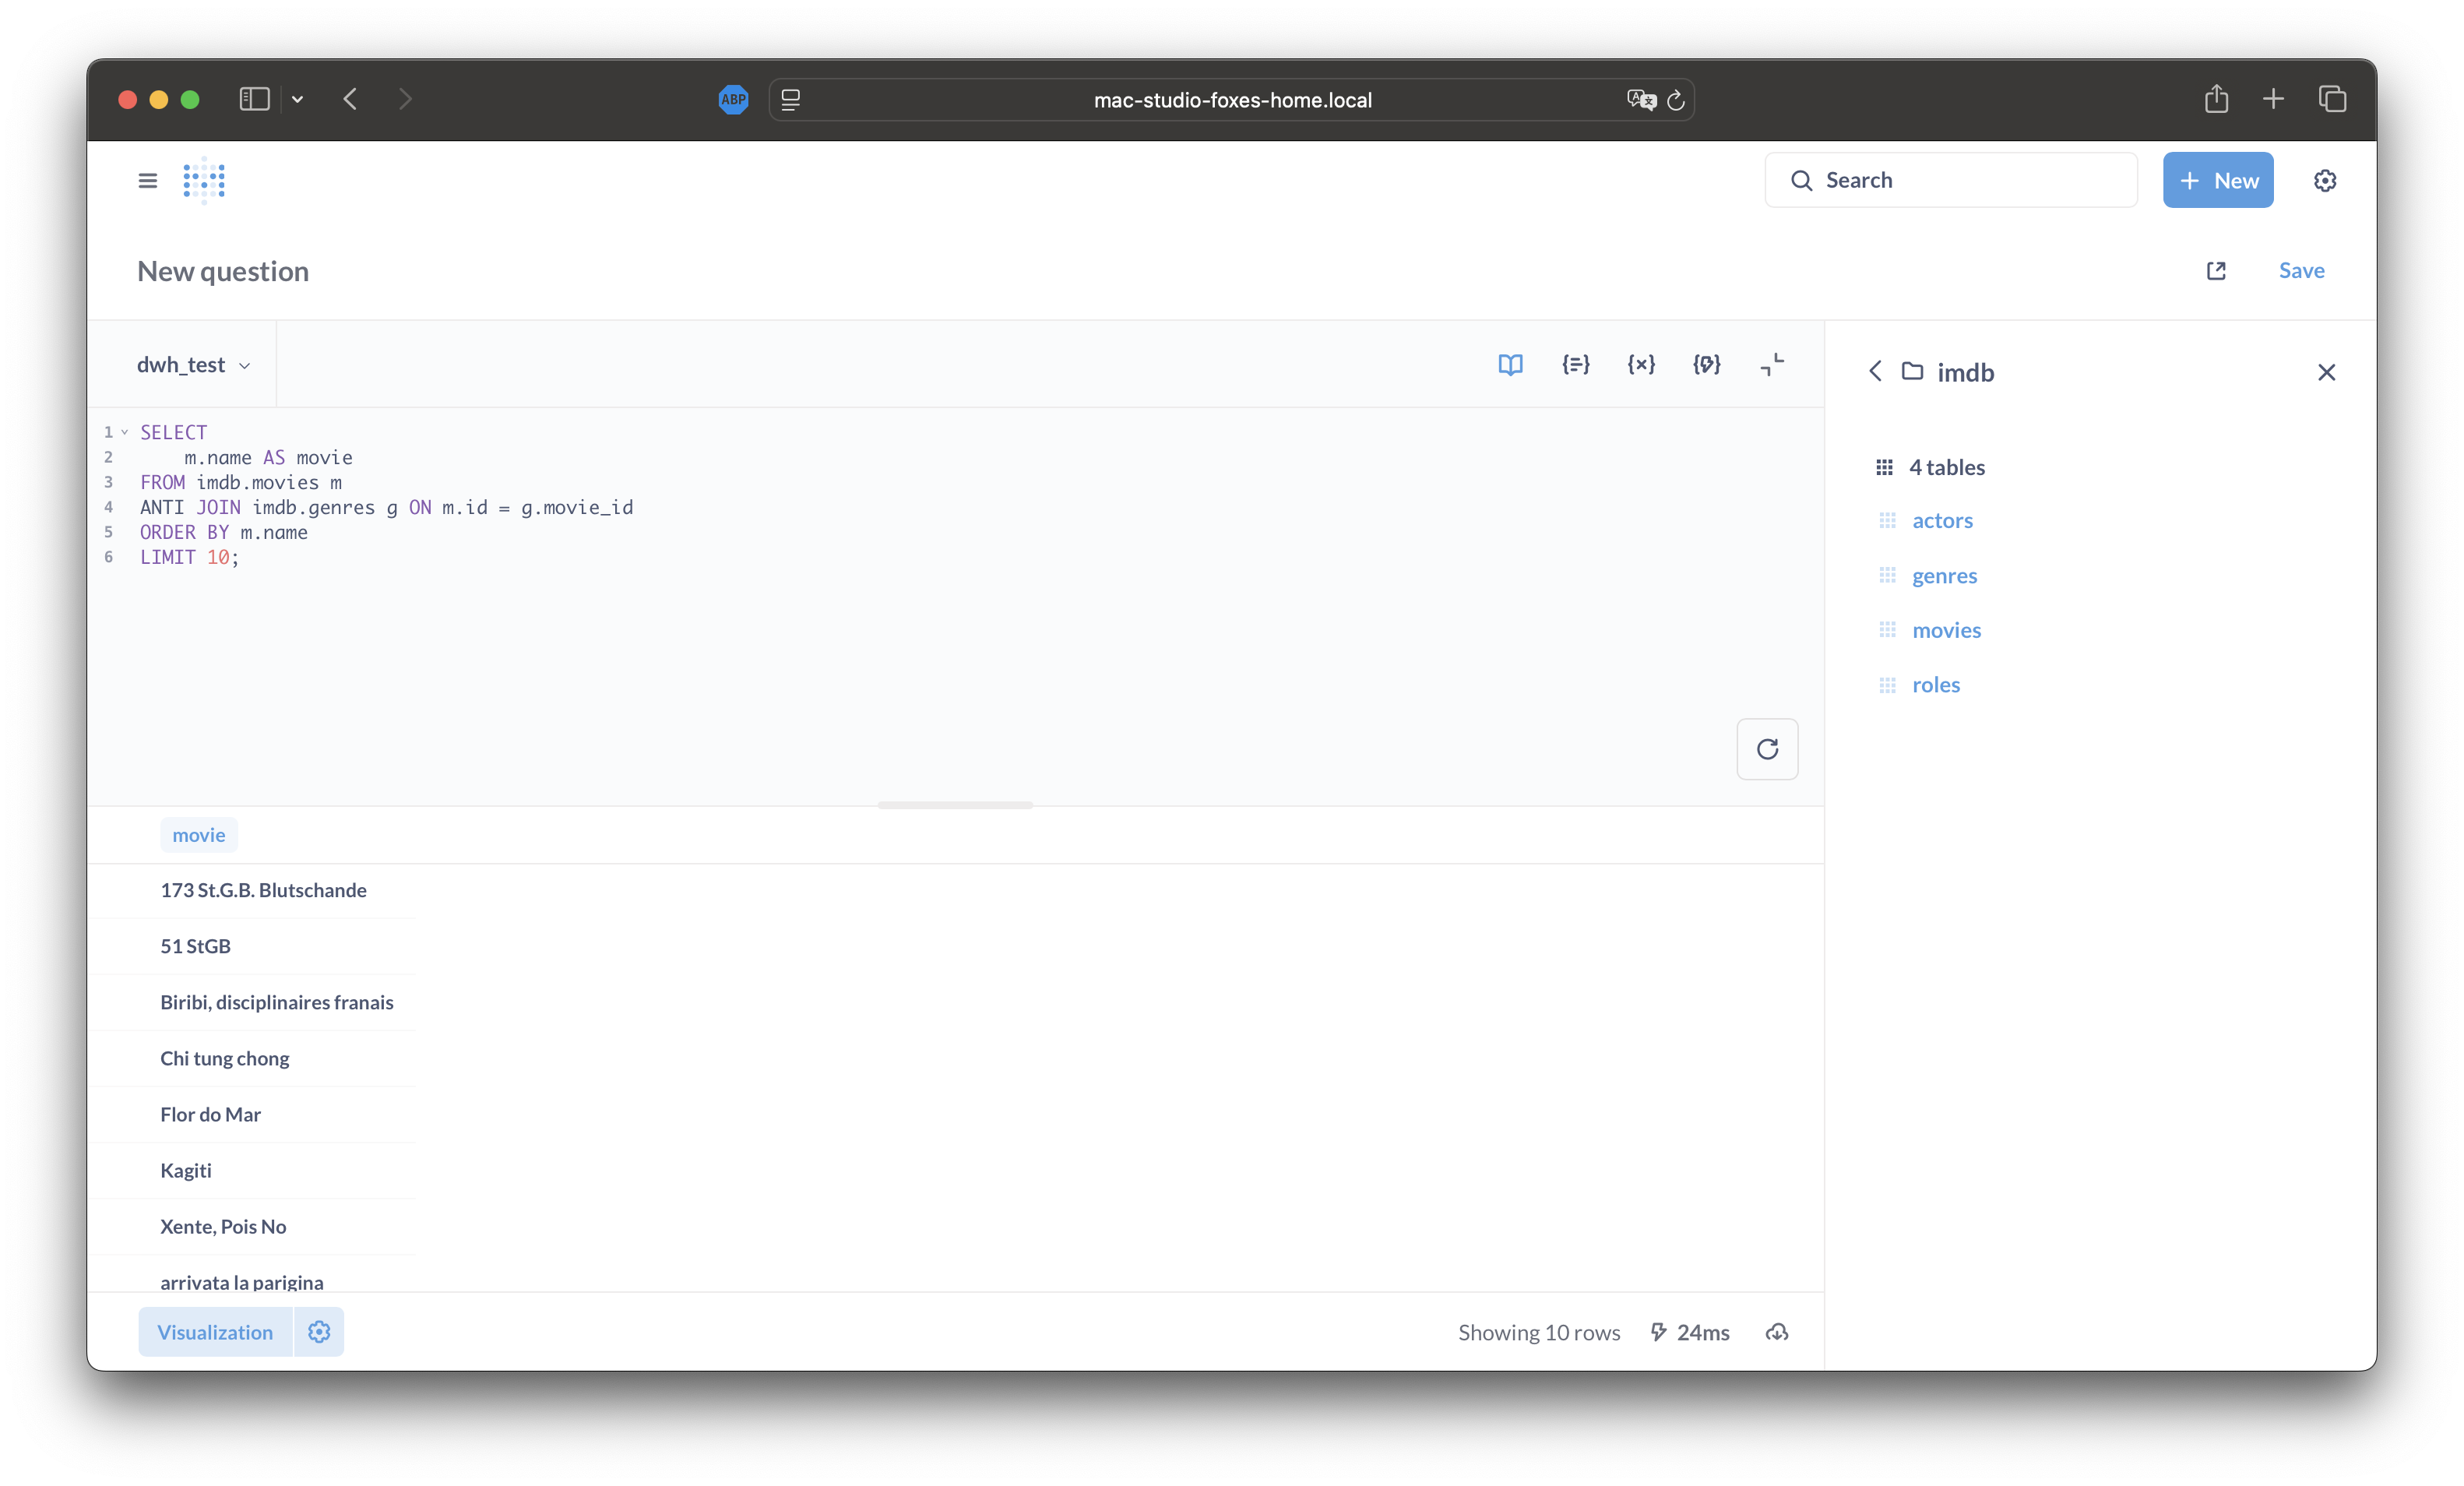 ABP
mac-studio-foxes-home.local
Search
+ New
New question
Save
dwh_test
imdb
1 SELECT
2 m.name AS movie
3 FROM imdb.movies m
4 ANTI JOIN imdb.genres g ON m.id = g.movie_id
5 ORDER BY m.name
6 LIMIT 10;
4 tables
actors
genres
movies
roles
movie
173 St.G.B. Blutschande
51 StGB
Biribi, disciplinaires franais
Chi tung chong
Flor do Mar
Kagiti
Xente, Pois No
arrivata la parigina
Visualization
Showing 10 rows
24ms